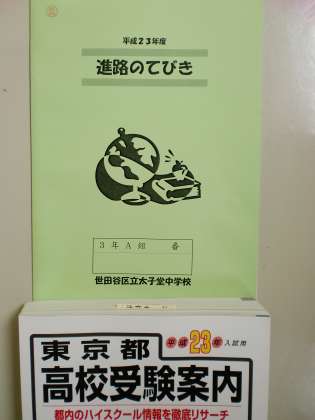 平成23年度
進路のてびき
3年A組 番
世田谷区立太子堂中学校
東京都
平成23年入試用
高校受験案内
都内のハイスクール情報を徹底リサーチ